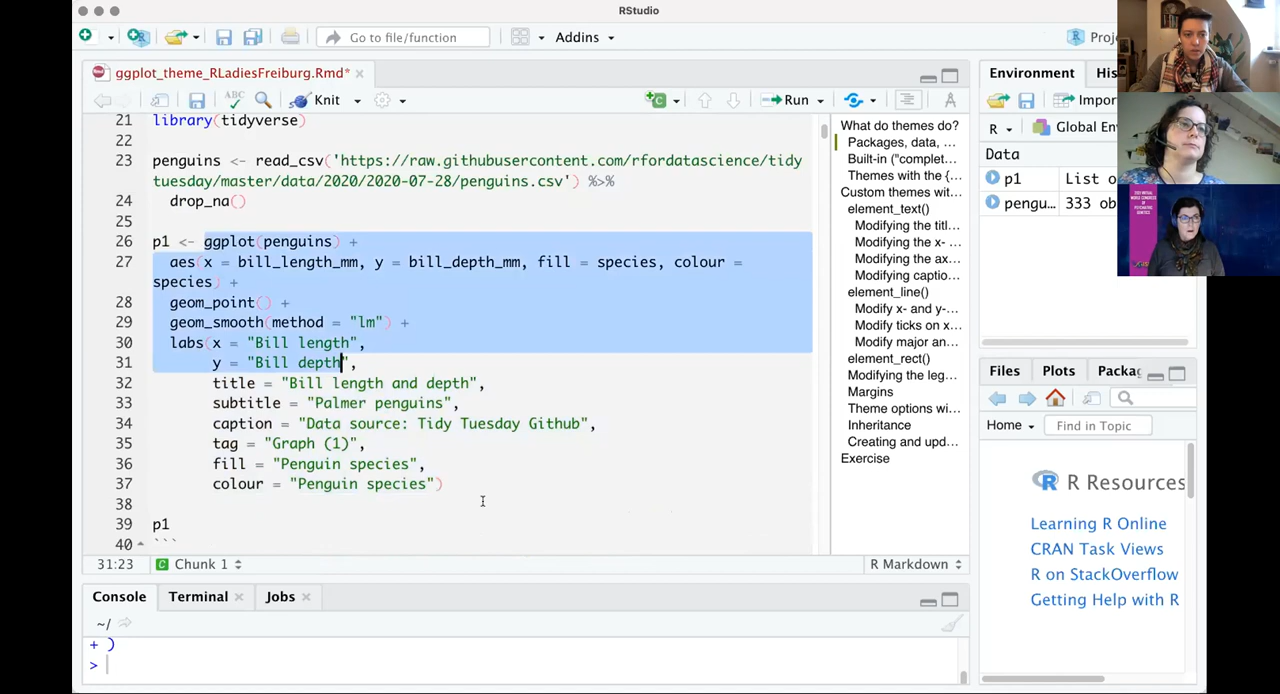 RStudio
Go to file/function
Addins
Proje
ggplot_theme_RLadiesFreiburg.Rmd*
Knit
Run
21 library(tidyverse)
22
23 penguins <- read_csv('https://raw.githubusercontent.com/rfordatascience/tidy
tuesday/master/data/2020/2020-07-28/penguins.csv') %>%
24 drop_na()
25
26 p1 <- ggplot(penguins) +
27 aes(x = bill_length_mm, y = bill_depth_mm, fill = species, colour =
species) +
28 geom_point() +
29 geom_smooth(method = "lm") +
30 labs(x = "Bill length",
31 y = "Bill depth",
32 title = "Bill length and depth",
33 subtitle = "Palmer penguins",
34 caption = "Data source: Tidy Tuesday Github",
35 tag = "Graph (1)",
36 fill = "Penguin species",
37 colour = "Penguin species")
38
39 p1
40 ```
31:23 Chunk 1 R Markdown
What do themes do?
Packages, data, ...
Built-in ("complet...
Themes with the {...
Custom themes wit...
element_text()
Modifying the titl...
Modifying the x- ...
Modifying the ax...
Modifying captio...
element_line()
Modify x- and y-...
Modify ticks on x...
Modify major an...
element_rect()
Modifying the leg...
Margins
Theme options wi...
Inheritance
Creating and upd...
Exercise
Console Terminal Jobs
~/
+ )
>
Environment His
Impor
R Global En
Data
p1 List o
pengu... 333 ob
Files Plots Packag
Home Find in Topic
R Resources
Learning R Online
CRAN Task Views
R on StackOverflow
Getting Help with R